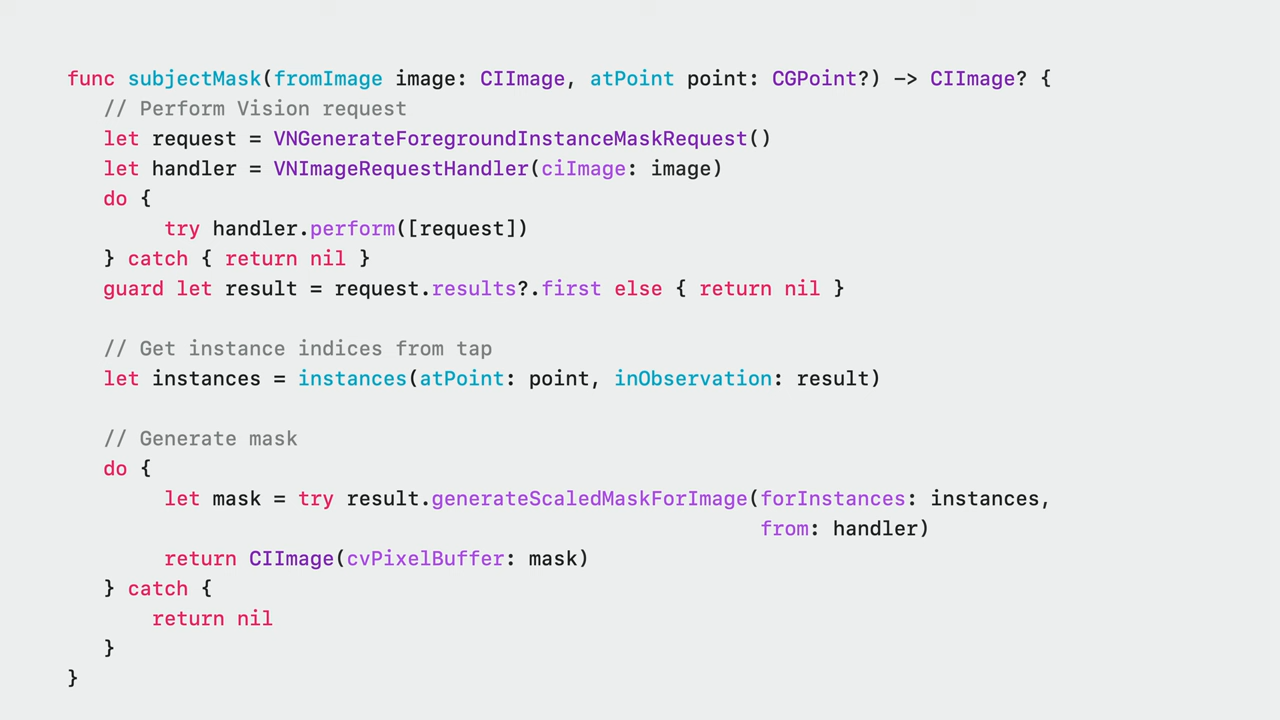 func subjectMask(fromImage image: CIImage, atPoint point: CGPoint?) -> CIImage? {
   // Perform Vision request
   let request = VNGenerateForegroundInstanceMaskRequest()
   let handler = VNImageRequestHandler(ciImage: image)
   do {
        try handler.perform([request])
   } catch { return nil }
   guard let result = request.results?.first else { return nil }
   // Get instance indices from tap
   let instances = instances(atPoint: point, inObservation: result)
   // Generate mask
   do {
        let mask = try result.generateScaledMaskForImage(forInstances: instances,
                                                         from: handler)
        return CIImage(cvPixelBuffer: mask)
   } catch {
       return nil
   }
}